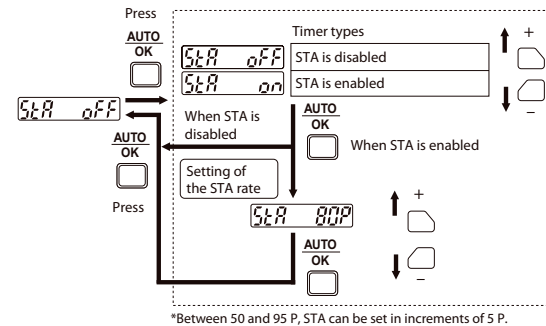 Press
AUTO
OK
Timer types
StA oFF
STA is disabled
+
StA on
STA is enabled
−
StA oFF
When STA is
disabled
AUTO
OK
When STA is enabled
AUTO
OK
Press
Setting of
the STA rate
StA 80P
+
AUTO
OK
−
*Between 50 and 95 P, STA can be set in increments of 5 P.